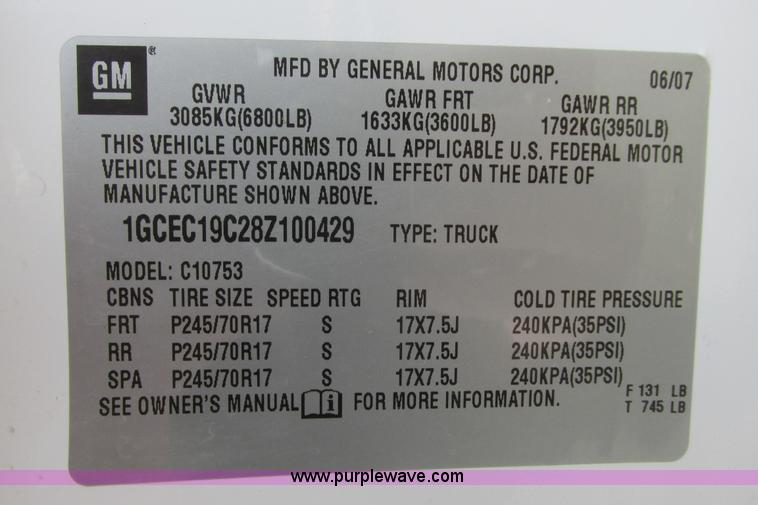 GM
MFD BY GENERAL MOTORS CORP. 06/07
GVWR GAWR FRT GAWR RR
3085KG(6800LB) 1633KG(3600LB) 1792KG(3950LB)
THIS VEHICLE CONFORMS TO ALL APPLICABLE U.S. FEDERAL MOTOR
VEHICLE SAFETY STANDARDS IN EFFECT ON THE DATE OF
MANUFACTURE SHOWN ABOVE.
1GCEC19C28Z100429 TYPE: TRUCK
MODEL: C10753
CBNS TIRE SIZE SPEED RTG RIM COLD TIRE PRESSURE
FRT P245/70R17 S 17X7.5J 240KPA(35PSI)
RR P245/70R17 S 17X7.5J 240KPA(35PSI)
SPA P245/70R17 S 17X7.5J 240KPA(35PSI)
F 131 LB
SEE OWNER'S MANUAL i FOR MORE INFORMATION. T 745 LB
www.purplewave.com